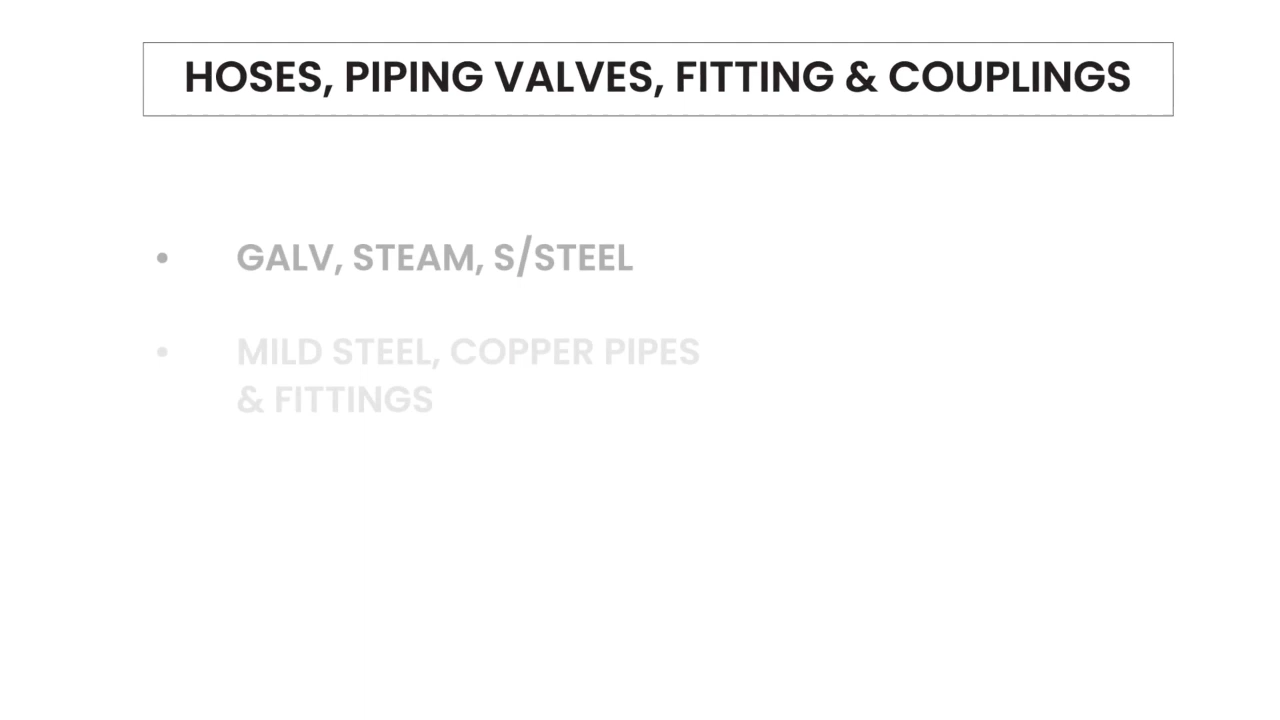 HOSES, PIPING VALVES, FITTING & COUPLINGS
• GALV, STEAM, S/STEEL
• MILD STEEL, COPPER PIPES
& FITTINGS